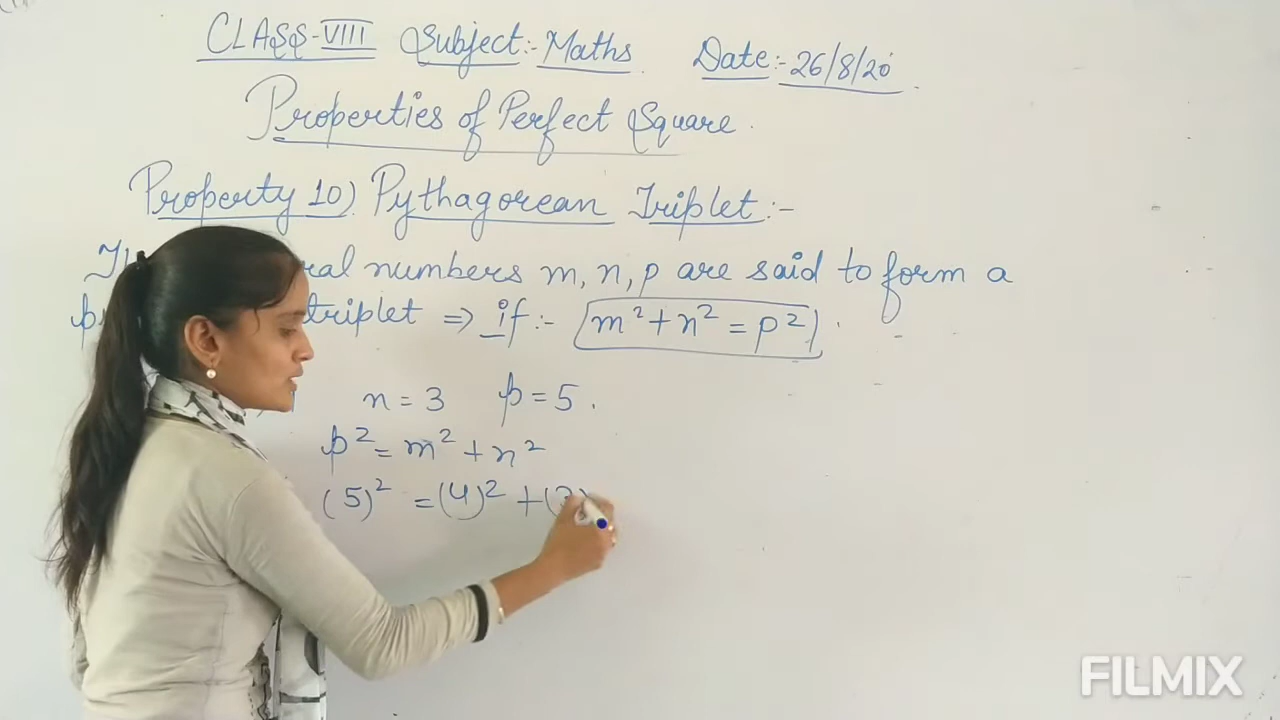 CLASS-VIII Subject:- Maths Date:- 26/8/20
Properties of Perfect Square.
Property 10) Pythagorean Triplet:-
numbers m, n, p are said to form a
triplet => if:- m²+n² = p² .
n = 3 p = 5 .
p² = m² + n²
(5)² = (4)² + (3)
FILMIX